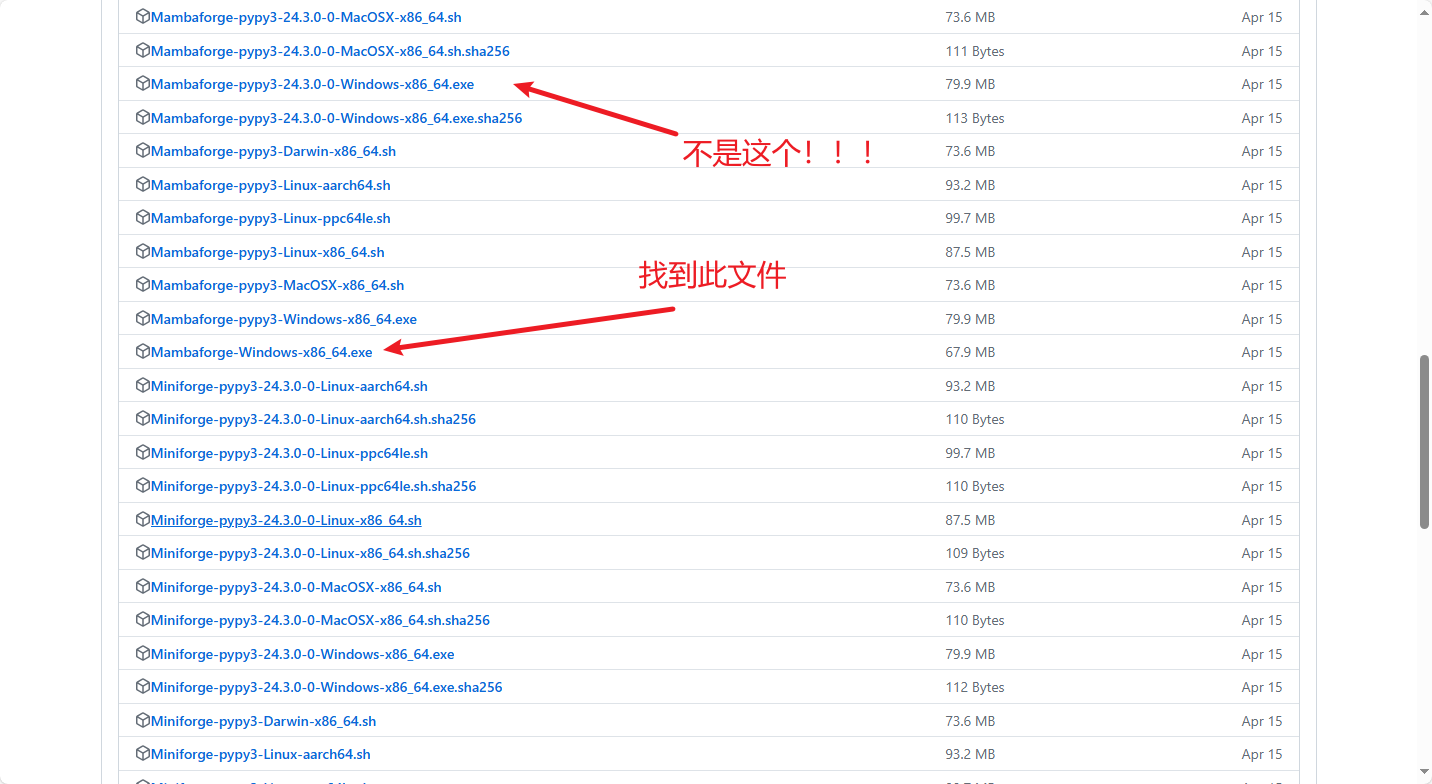 Mambaforge-pypy3-24.3.0-0-MacOSX-x86_64.sh 73.6 MB Apr 15
Mambaforge-pypy3-24.3.0-0-MacOSX-x86_64.sh.sha256 111 Bytes Apr 15
Mambaforge-pypy3-24.3.0-0-Windows-x86_64.exe 79.9 MB Apr 15
Mambaforge-pypy3-24.3.0-0-Windows-x86_64.exe.sha256 113 Bytes Apr 15
不是这个！！！
Mambaforge-pypy3-Darwin-x86_64.sh 73.6 MB Apr 15
Mambaforge-pypy3-Linux-aarch64.sh 93.2 MB Apr 15
Mambaforge-pypy3-Linux-ppc64le.sh 99.7 MB Apr 15
Mambaforge-pypy3-Linux-x86_64.sh 87.5 MB Apr 15
找到此文件
Mambaforge-pypy3-MacOSX-x86_64.sh 73.6 MB Apr 15
Mambaforge-pypy3-Windows-x86_64.exe 79.9 MB Apr 15
Mambaforge-Windows-x86_64.exe 67.9 MB Apr 15
Miniforge-pypy3-24.3.0-0-Linux-aarch64.sh 93.2 MB Apr 15
Miniforge-pypy3-24.3.0-0-Linux-aarch64.sh.sha256 110 Bytes Apr 15
Miniforge-pypy3-24.3.0-0-Linux-ppc64le.sh 99.7 MB Apr 15
Miniforge-pypy3-24.3.0-0-Linux-ppc64le.sh.sha256 110 Bytes Apr 15
Miniforge-pypy3-24.3.0-0-Linux-x86_64.sh 87.5 MB Apr 15
Miniforge-pypy3-24.3.0-0-Linux-x86_64.sh.sha256 109 Bytes Apr 15
Miniforge-pypy3-24.3.0-0-MacOSX-x86_64.sh 73.6 MB Apr 15
Miniforge-pypy3-24.3.0-0-MacOSX-x86_64.sh.sha256 110 Bytes Apr 15
Miniforge-pypy3-24.3.0-0-Windows-x86_64.exe 79.9 MB Apr 15
Miniforge-pypy3-24.3.0-0-Windows-x86_64.exe.sha256 112 Bytes Apr 15
Miniforge-pypy3-Darwin-x86_64.sh 73.6 MB Apr 15
Miniforge-pypy3-Linux-aarch64.sh 93.2 MB Apr 15